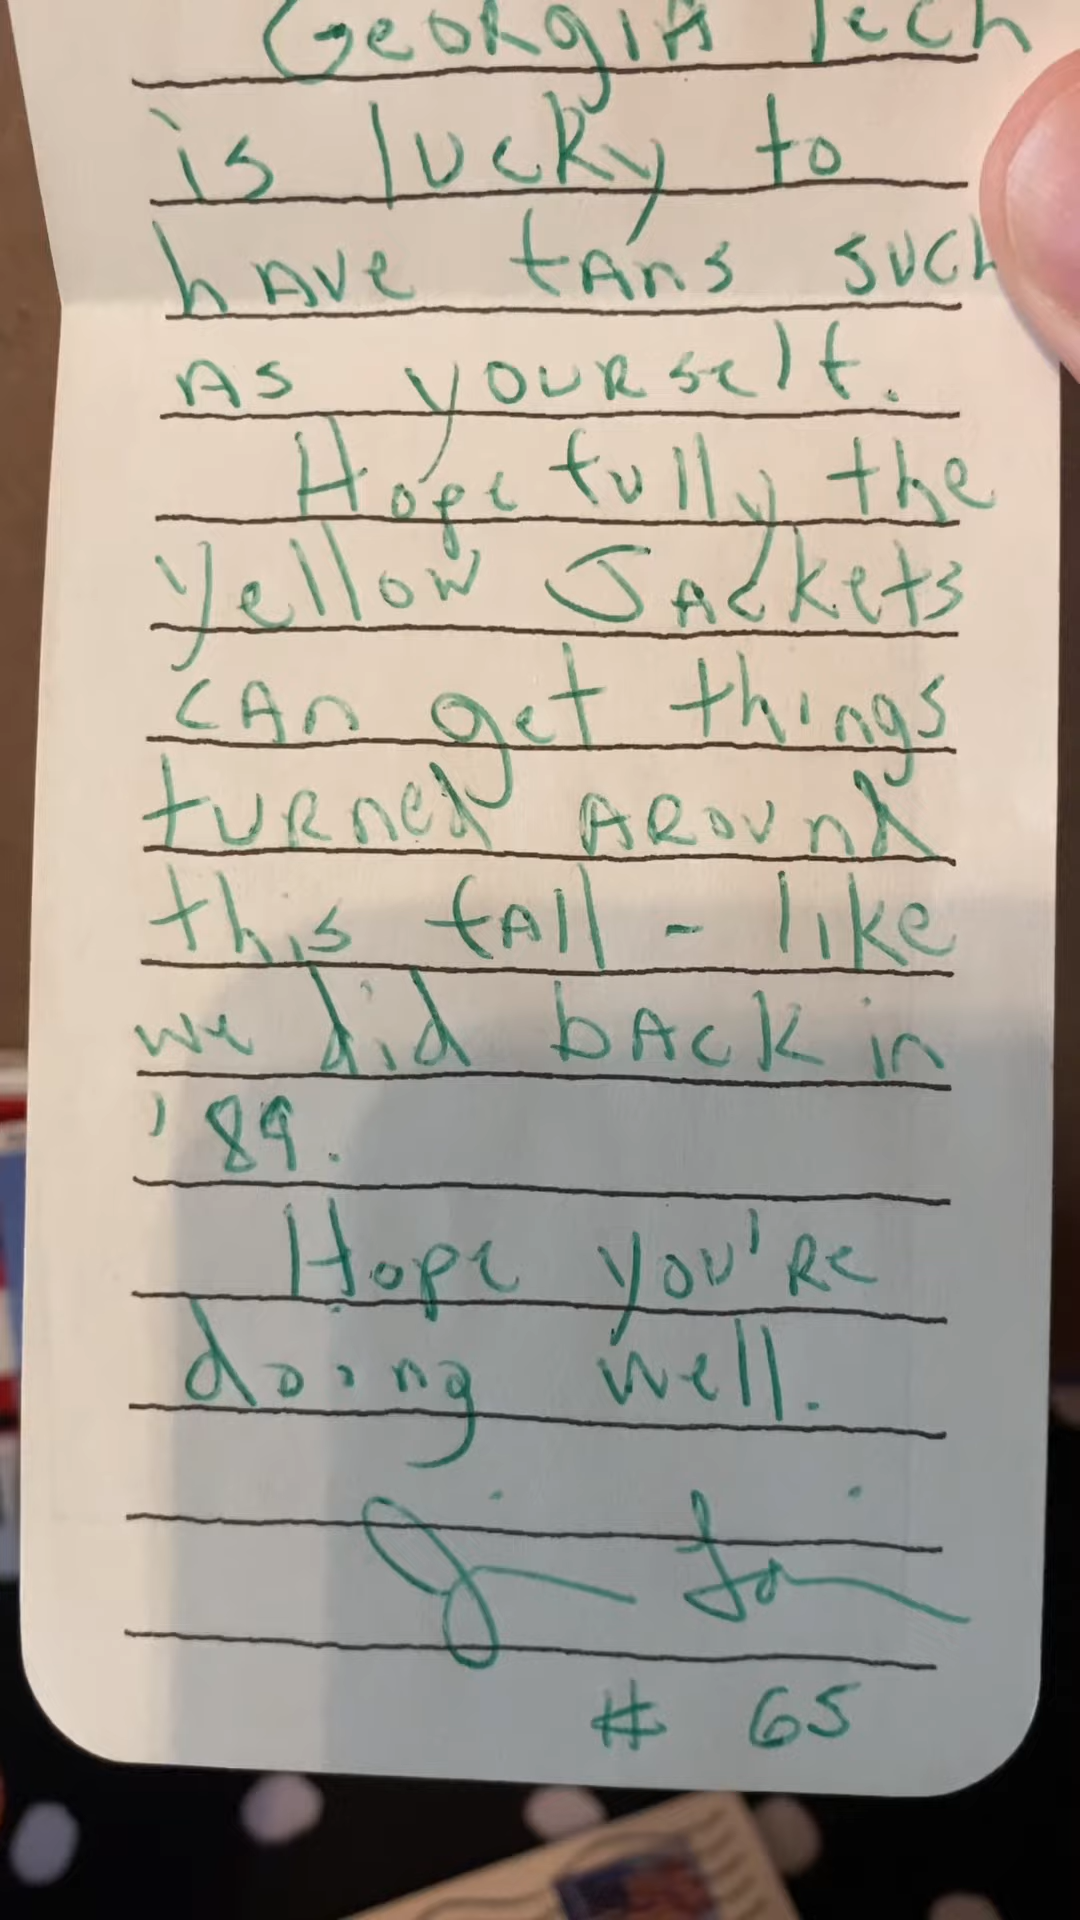 Georgia Tech
is lucky to
have fans such
as yourself.
Hopefully the
Yellow Jackets
can get things
turned around
this fall - like
we did back in
'89.
Hope you're
doing well.
Jim
# 65